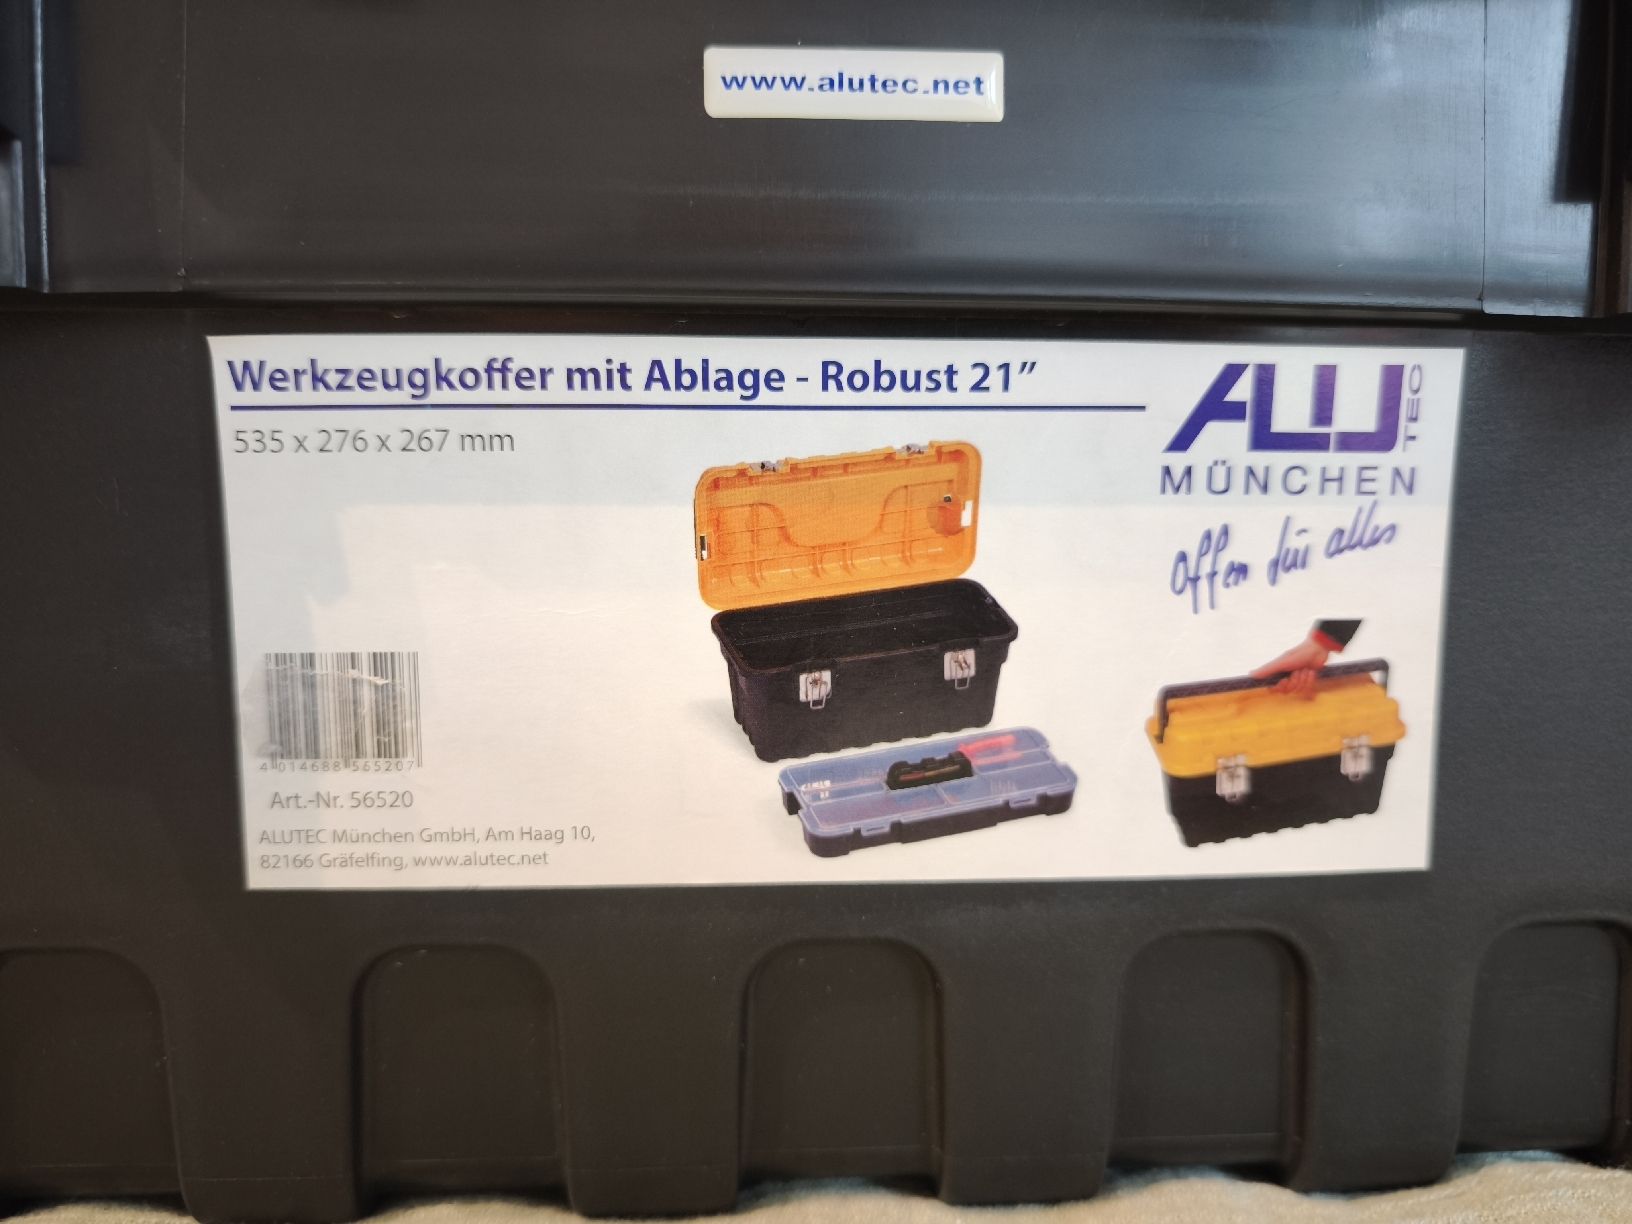 www.alutec.net
Werkzeugkoffer mit Ablage - Robust 21”
535 x 276 x 267 mm
ALU TEC
MÜNCHEN
Offen für alles
4 014688 565207
Art.-Nr. 56520
ALUTEC München GmbH, Am Haag 10,
82166 Gräfelfing, www.alutec.net